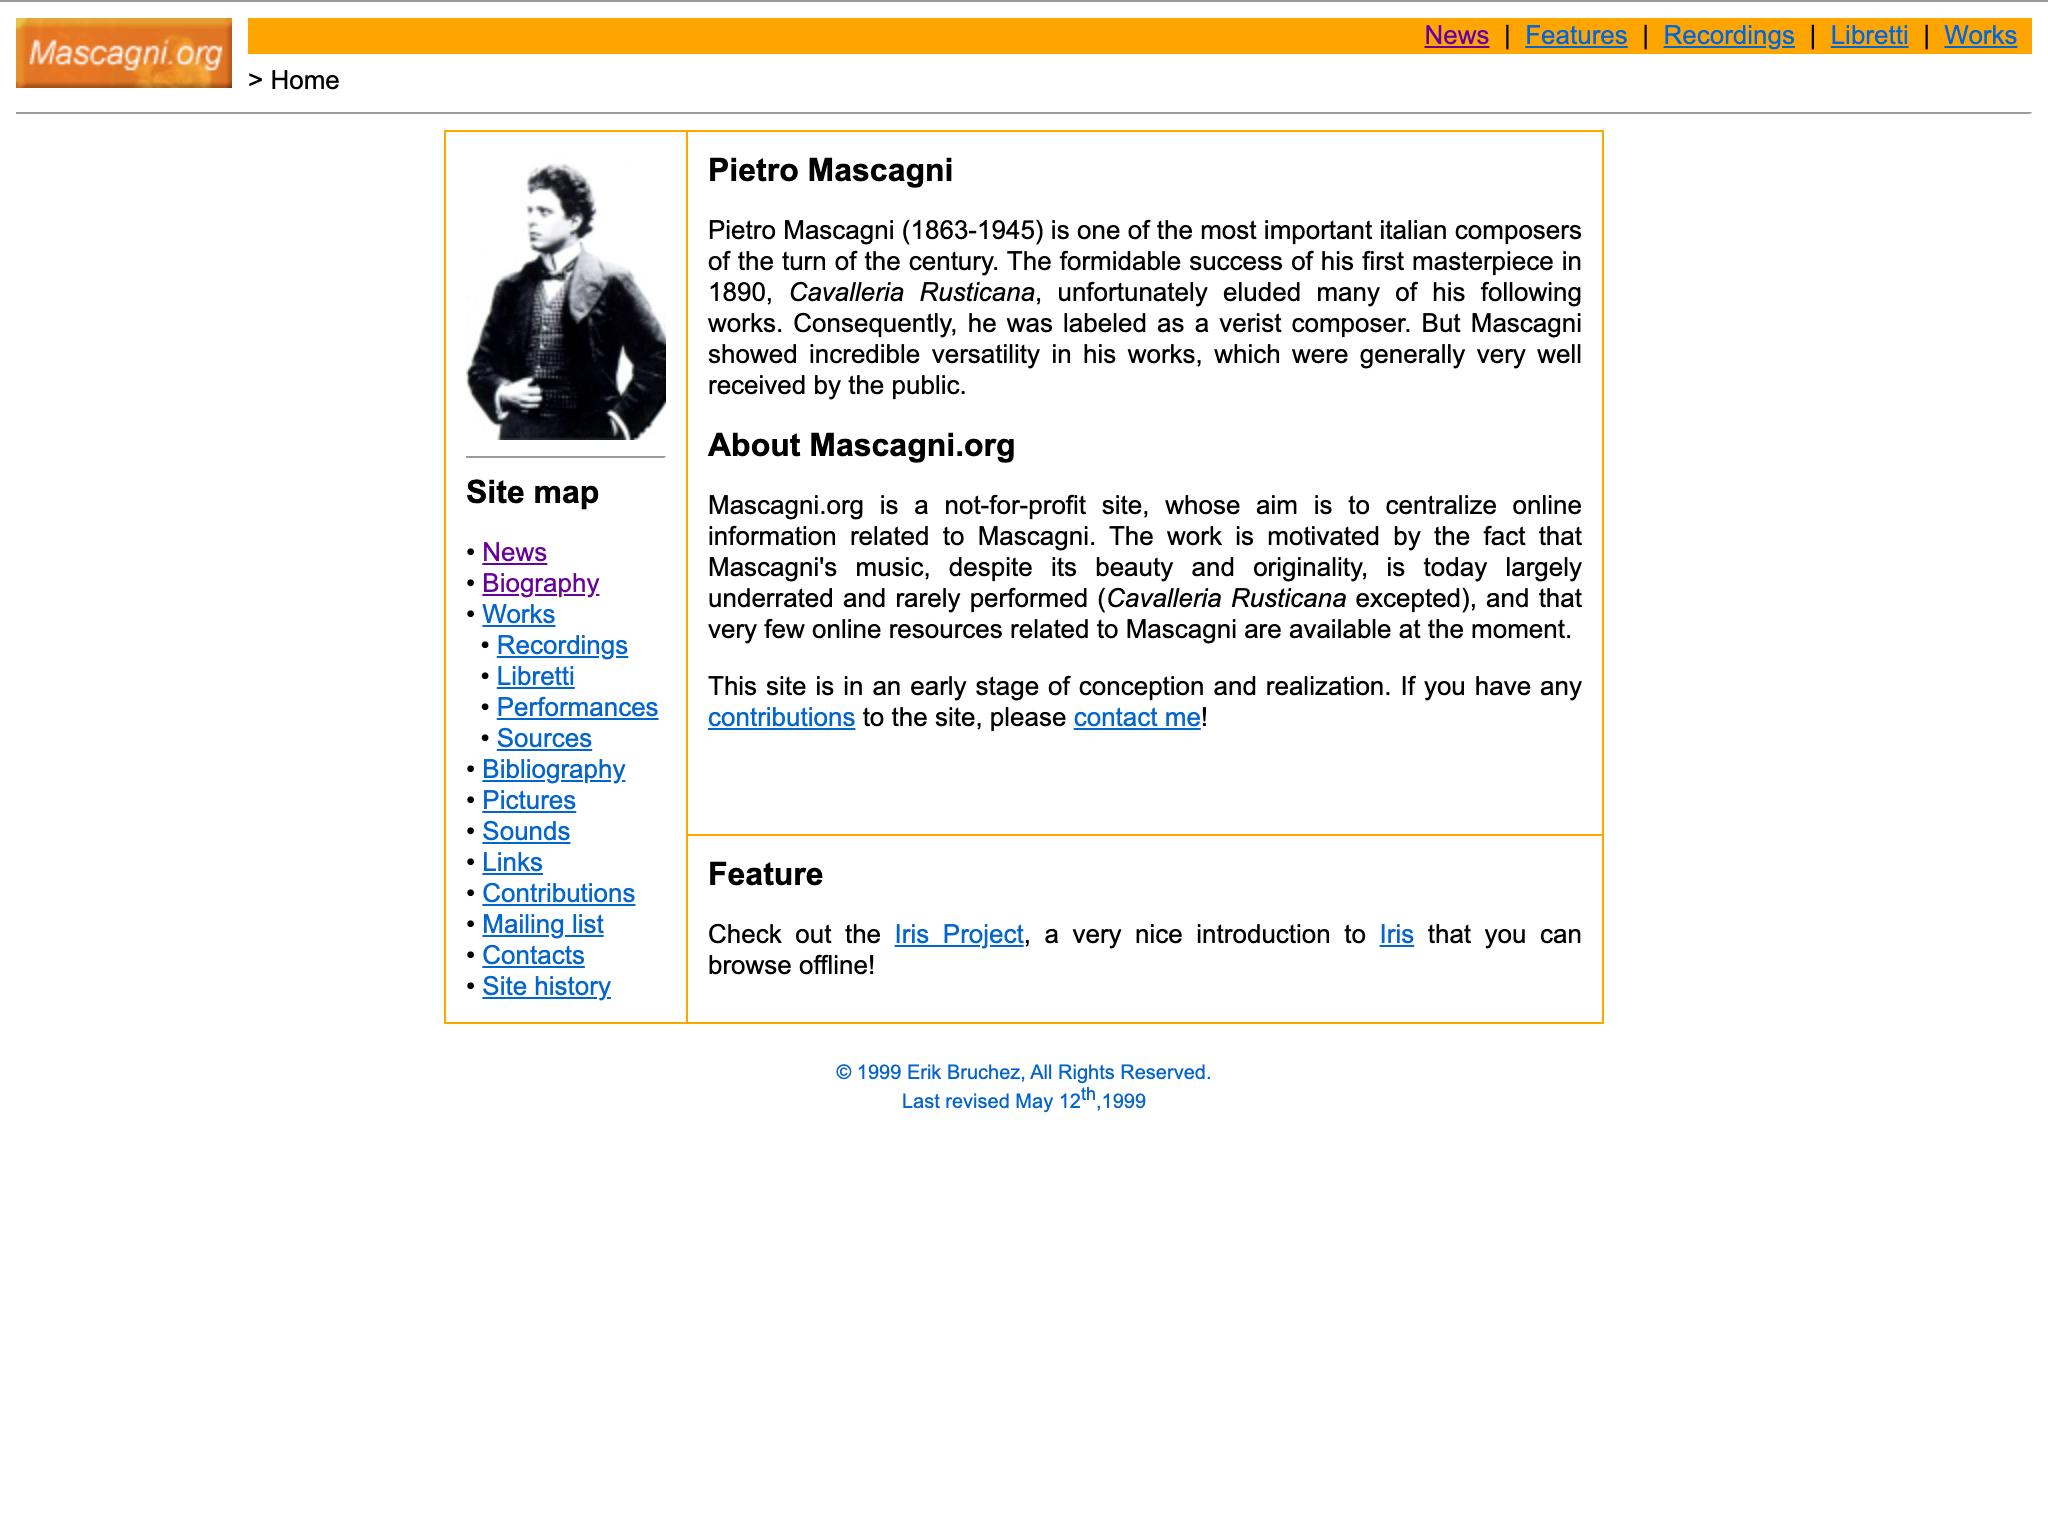 Mascagni.org
News | Features | Recordings | Libretti | Works
> Home
Site map
• News
• Biography
• Works
• Recordings
• Libretti
• Performances
• Sources
• Bibliography
• Pictures
• Sounds
• Links
• Contributions
• Mailing list
• Contacts
• Site history
Pietro Mascagni
Pietro Mascagni (1863-1945) is one of the most important italian composers
of the turn of the century. The formidable success of his first masterpiece in
1890, Cavalleria Rusticana, unfortunately eluded many of his following
works. Consequently, he was labeled as a verist composer. But Mascagni
showed incredible versatility in his works, which were generally very well
received by the public.
About Mascagni.org
Mascagni.org is a not-for-profit site, whose aim is to centralize online
information related to Mascagni. The work is motivated by the fact that
Mascagni's music, despite its beauty and originality, is today largely
underrated and rarely performed (Cavalleria Rusticana excepted), and that
very few online resources related to Mascagni are available at the moment.
This site is in an early stage of conception and realization. If you have any
contributions to the site, please contact me!
Feature
Check out the Iris Project, a very nice introduction to Iris that you can
browse offline!
© 1999 Erik Bruchez, All Rights Reserved.
Last revised May 12th,1999